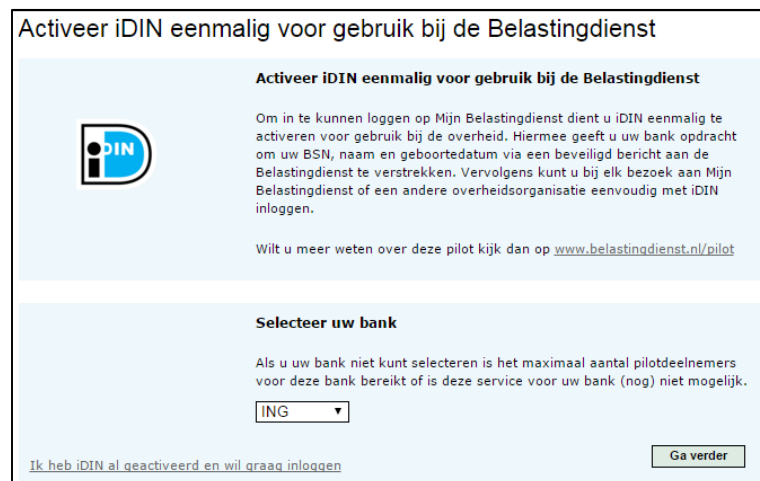 Activeer iDIN eenmalig voor gebruik bij de Belastingdienst
Activeer iDIN eenmalig voor gebruik bij de Belastingdienst
iDIN
Om in te kunnen loggen op Mijn Belastingdienst dient u iDIN eenmalig te
activeren voor gebruik bij de overheid. Hiermee geeft u uw bank opdracht
om uw BSN, naam en geboortedatum via een beveiligd bericht aan de
Belastingdienst te verstrekken. Vervolgens kunt u bij elk bezoek aan Mijn
Belastingdienst of een andere overheidsorganisatie eenvoudig met iDIN
inloggen.
Wilt u meer weten over deze pilot kijk dan op www.belastingdienst.nl/pilot
Selecteer uw bank
Als u uw bank niet kunt selecteren is het maximaal aantal pilotdeelnemers
voor deze bank bereikt of is deze service voor uw bank (nog) niet mogelijk.
ING
Ga verder
Ik heb iDIN al geactiveerd en wil graag inloggen